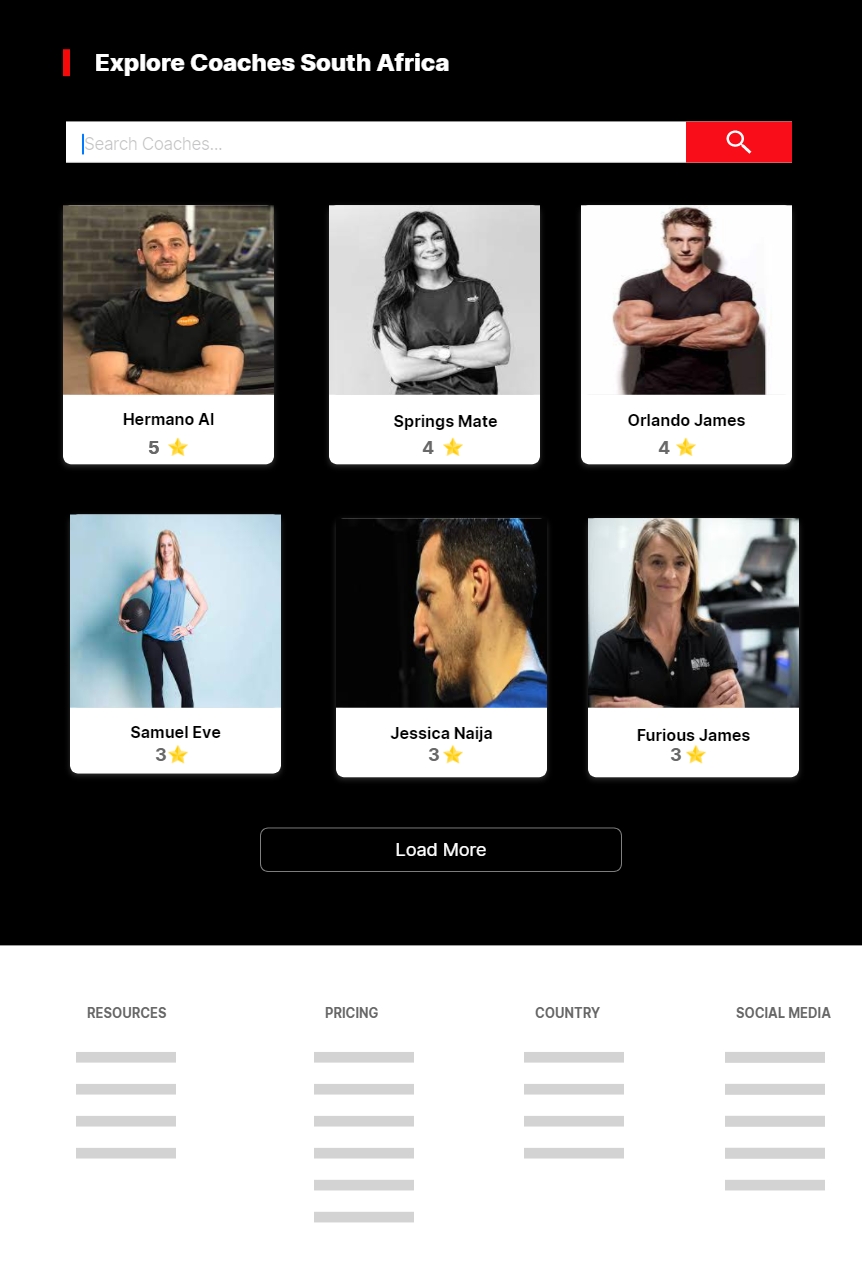 Explore Coaches South Africa
Search Coaches...
Hermano Al
5 ⭐
Springs Mate
4 ⭐
Orlando James
4 ⭐
Samuel Eve
3⭐
Jessica Naija
3 ⭐
Furious James
3 ⭐
Load More
RESOURCES
PRICING
COUNTRY
SOCIAL MEDIA